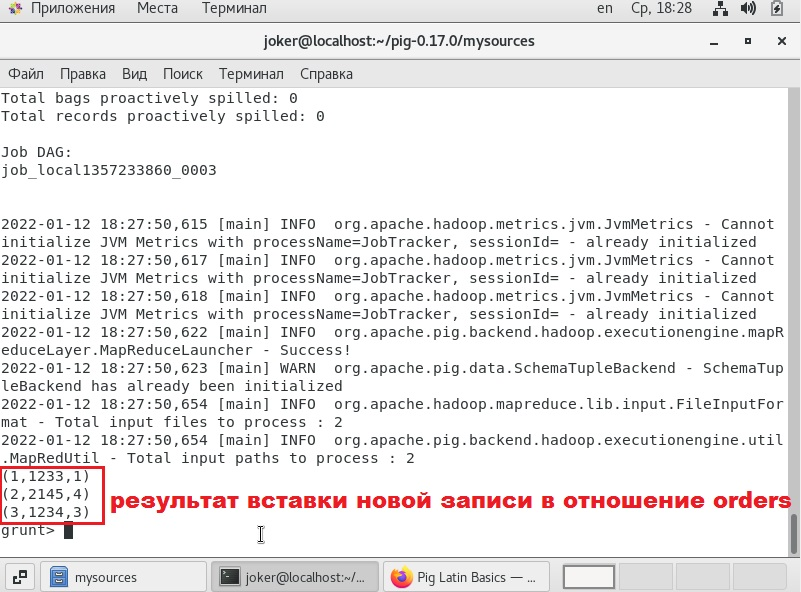 Приложения Места Терминал en Ср, 18:28
joker@localhost:~/pig-0.17.0/mysources
Файл Правка Вид Поиск Терминал Справка
Total bags proactively spilled: 0
Total records proactively spilled: 0
Job DAG:
job_local1357233860_0003
2022-01-12 18:27:50,615 [main] INFO  org.apache.hadoop.metrics.jvm.JvmMetrics - Cannot
initialize JVM Metrics with processName=JobTracker, sessionId= - already initialized
2022-01-12 18:27:50,617 [main] INFO  org.apache.hadoop.metrics.jvm.JvmMetrics - Cannot
initialize JVM Metrics with processName=JobTracker, sessionId= - already initialized
2022-01-12 18:27:50,618 [main] INFO  org.apache.hadoop.metrics.jvm.JvmMetrics - Cannot
initialize JVM Metrics with processName=JobTracker, sessionId= - already initialized
2022-01-12 18:27:50,622 [main] INFO  org.apache.pig.backend.hadoop.executionengine.mapR
educeLayer.MapReduceLauncher - Success!
2022-01-12 18:27:50,623 [main] WARN  org.apache.pig.data.SchemaTupleBackend - SchemaTup
leBackend has already been initialized
2022-01-12 18:27:50,654 [main] INFO  org.apache.hadoop.mapreduce.lib.input.FileInputFor
mat - Total input files to process : 2
2022-01-12 18:27:50,654 [main] INFO  org.apache.pig.backend.hadoop.executionengine.util
.MapRedUtil - Total input paths to process : 2
(1,1233,1)
(2,2145,4) результат вставки новой записи в отношение orders
(3,1234,3)
grunt>
mysources joker@localhost:~/... Pig Latin Basics — ...